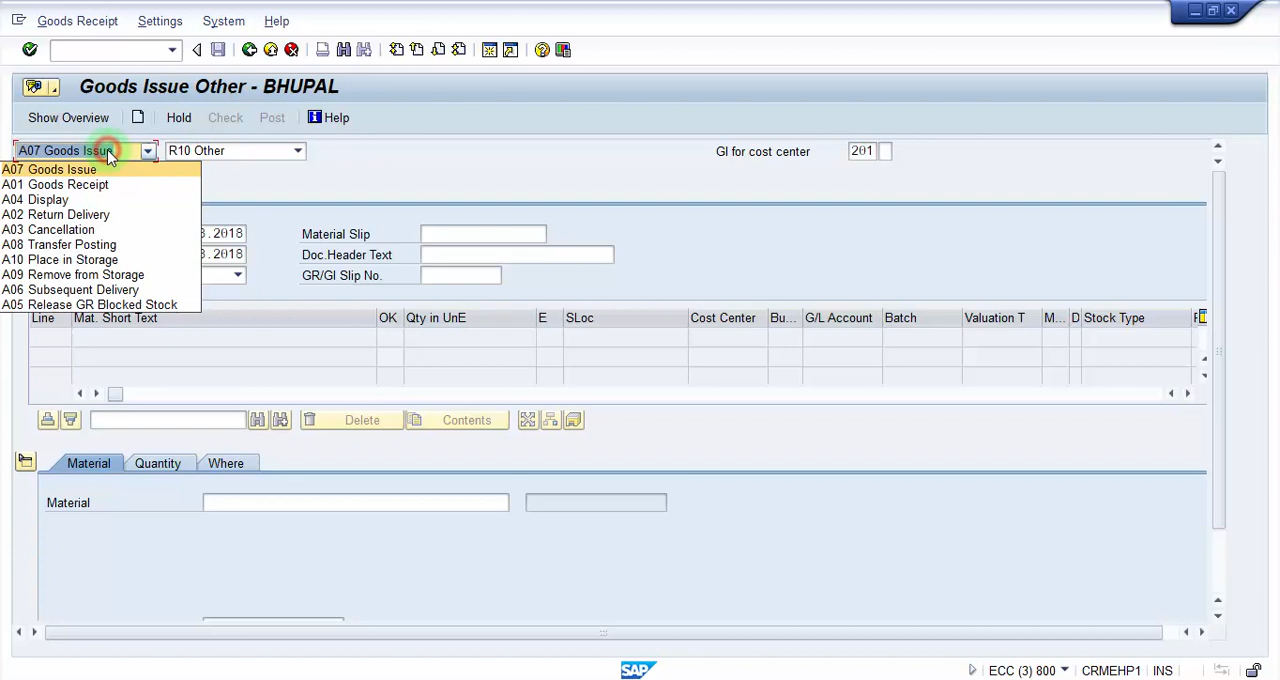 Goods Receipt Settings System Help
Goods Issue Other - BHUPAL
Show Overview Hold Check Post Help
A07 Goods Issue R10 Other GI for cost center 201
A07 Goods Issue
A01 Goods Receipt
A04 Display
A02 Return Delivery
A03 Cancellation
A08 Transfer Posting
A10 Place in Storage
A09 Remove from Storage
A06 Subsequent Delivery
A05 Release GR Blocked Stock
3.2018 Material Slip
3.2018 Doc.Header Text
GR/GI Slip No.
Line Mat. Short Text OK Qty in UnE E SLoc Cost Center Bu... G/L Account Batch Valuation T M... D Stock Type
Delete Contents
Material Quantity Where
Material
SAP ECC (3) 800 CRMEHP1 INS